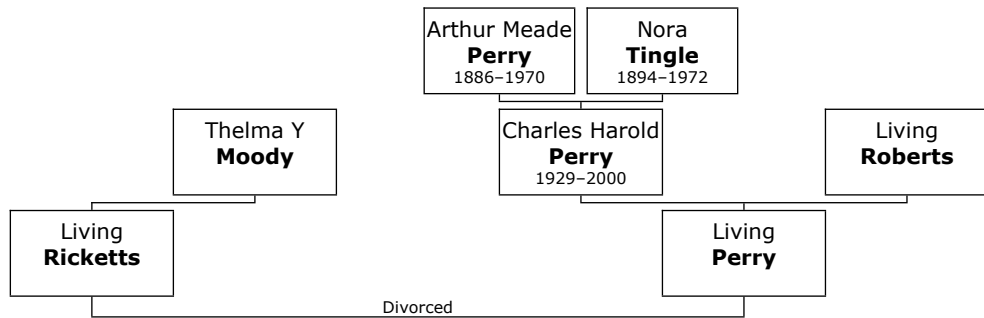 Arthur Meade
Perry
1886–1970
Nora
Tingle
1894–1972
Thelma Y
Moody
Charles Harold
Perry
1929–2000
Living
Roberts
Living
Ricketts
Living
Perry
Divorced